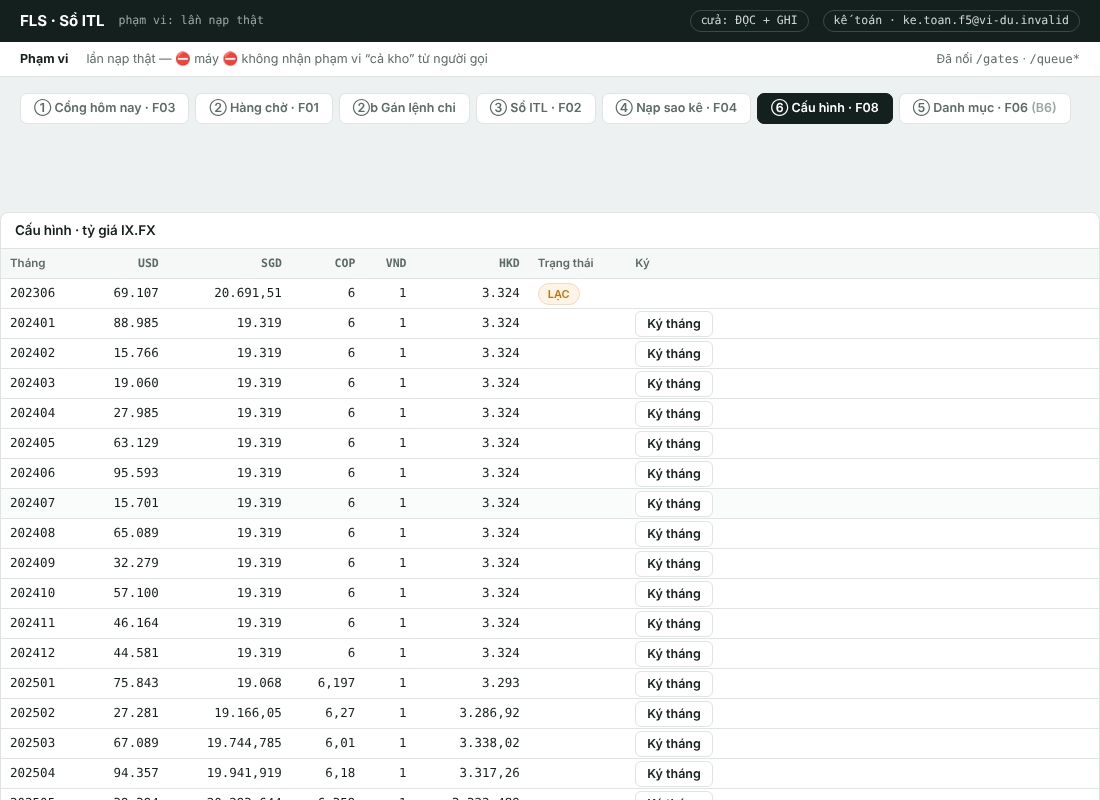 FLS · Sổ ITL phạm vi: lần nạp thật cửa: ĐỌC + GHI kế toán · ke.toan.f5@vi-du.invalid
Phạm vi lần nạp thật — ⛔ máy ⛔ không nhận phạm vi “cả kho” từ người gọi Đã nối /gates · /queue*
① Cổng hôm nay · F03 ② Hàng chờ · F01 ②b Gán lệnh chi ③ Sổ ITL · F02 ④ Nạp sao kê · F04 ⑥ Cấu hình · F08 ⑤ Danh mục · F06 (B6)
Cấu hình · tỷ giá IX.FX
Tháng USD SGD COP VND HKD Trạng thái Ký
202306 69.107 20.691,51 6 1 3.324 LẠC
202401 88.985 19.319 6 1 3.324 Ký tháng
202402 15.766 19.319 6 1 3.324 Ký tháng
202403 19.060 19.319 6 1 3.324 Ký tháng
202404 27.985 19.319 6 1 3.324 Ký tháng
202405 63.129 19.319 6 1 3.324 Ký tháng
202406 95.593 19.319 6 1 3.324 Ký tháng
202407 15.701 19.319 6 1 3.324 Ký tháng
202408 65.089 19.319 6 1 3.324 Ký tháng
202409 32.279 19.319 6 1 3.324 Ký tháng
202410 57.100 19.319 6 1 3.324 Ký tháng
202411 46.164 19.319 6 1 3.324 Ký tháng
202412 44.581 19.319 6 1 3.324 Ký tháng
202501 75.843 19.068 6,197 1 3.293 Ký tháng
202502 27.281 19.166,05 6,27 1 3.286,92 Ký tháng
202503 67.089 19.744,785 6,01 1 3.338,02 Ký tháng
202504 94.357 19.941,919 6,18 1 3.317,26 Ký tháng